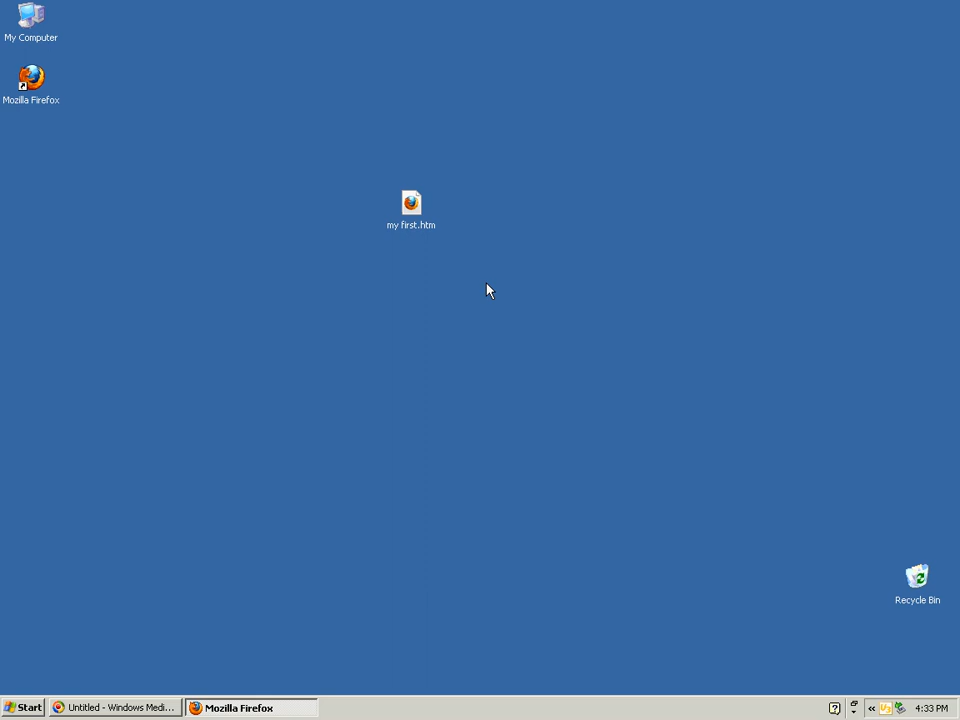 My Computer
Mozilla Firefox
my first.htm
Recycle Bin
Start
Untitled - Windows Medi...
Mozilla Firefox
4:33 PM